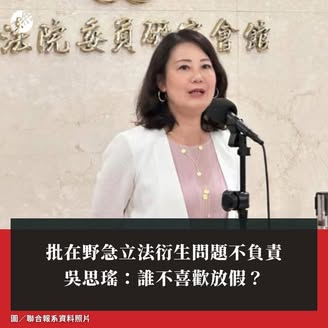 立法院委員研究會館
批在野急立法衍生問題不負責
吳思瑤：誰不喜歡放假？
圖／聯合報系資料照片